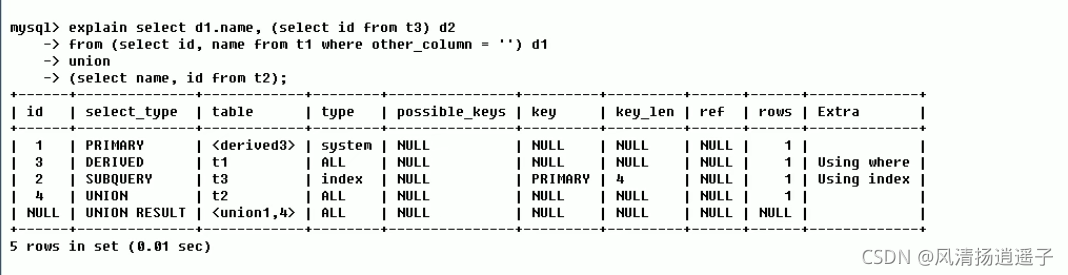 mysql> explain select d1.name, (select id from t3) d2
    -> from (select id, name from t1 where other_column = '') d1
    -> union
    -> (select name, id from t2);
+------+--------------+------------+--------+---------------+---------+---------+------+------+-------------+
| id   | select_type  | table      | type   | possible_keys | key     | key_len | ref  | rows | Extra       |
+------+--------------+------------+--------+---------------+---------+---------+------+------+-------------+
| 1    | PRIMARY      | <derived3> | system | NULL          | NULL    | NULL    | NULL | 1    |             |
| 3    | DERIVED      | t1         | ALL    | NULL          | NULL    | NULL    | NULL | 1    | Using where |
| 2    | SUBQUERY     | t3         | index  | NULL          | PRIMARY | 4       | NULL | 1    | Using index |
| 4    | UNION        | t2         | ALL    | NULL          | NULL    | NULL    | NULL | 1    |             |
| NULL | UNION RESULT | <union1,4> | ALL    | NULL          | NULL    | NULL    | NULL | NULL |             |
+------+--------------+------------+--------+---------------+---------+---------+------+------+-------------+
5 rows in set (0.01 sec)
CSDN @风清扬逍遥子